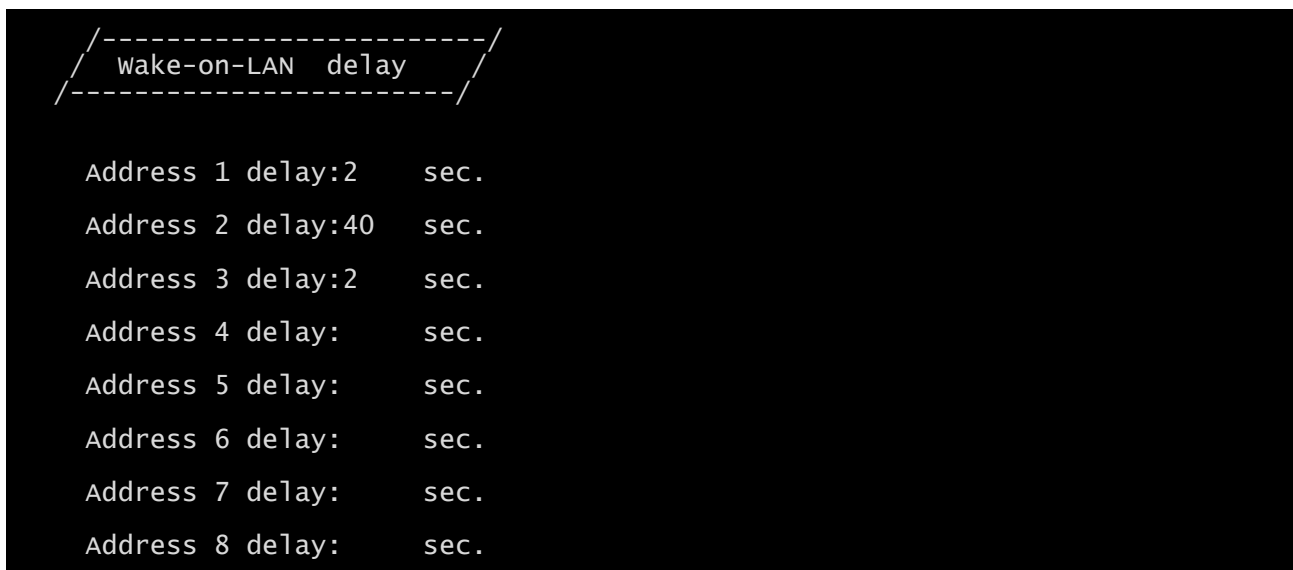 /------------------------/
/ Wake-on-LAN delay /
/------------------------/
Address 1 delay:2 sec.
Address 2 delay:40 sec.
Address 3 delay:2 sec.
Address 4 delay: sec.
Address 5 delay: sec.
Address 6 delay: sec.
Address 7 delay: sec.
Address 8 delay: sec.